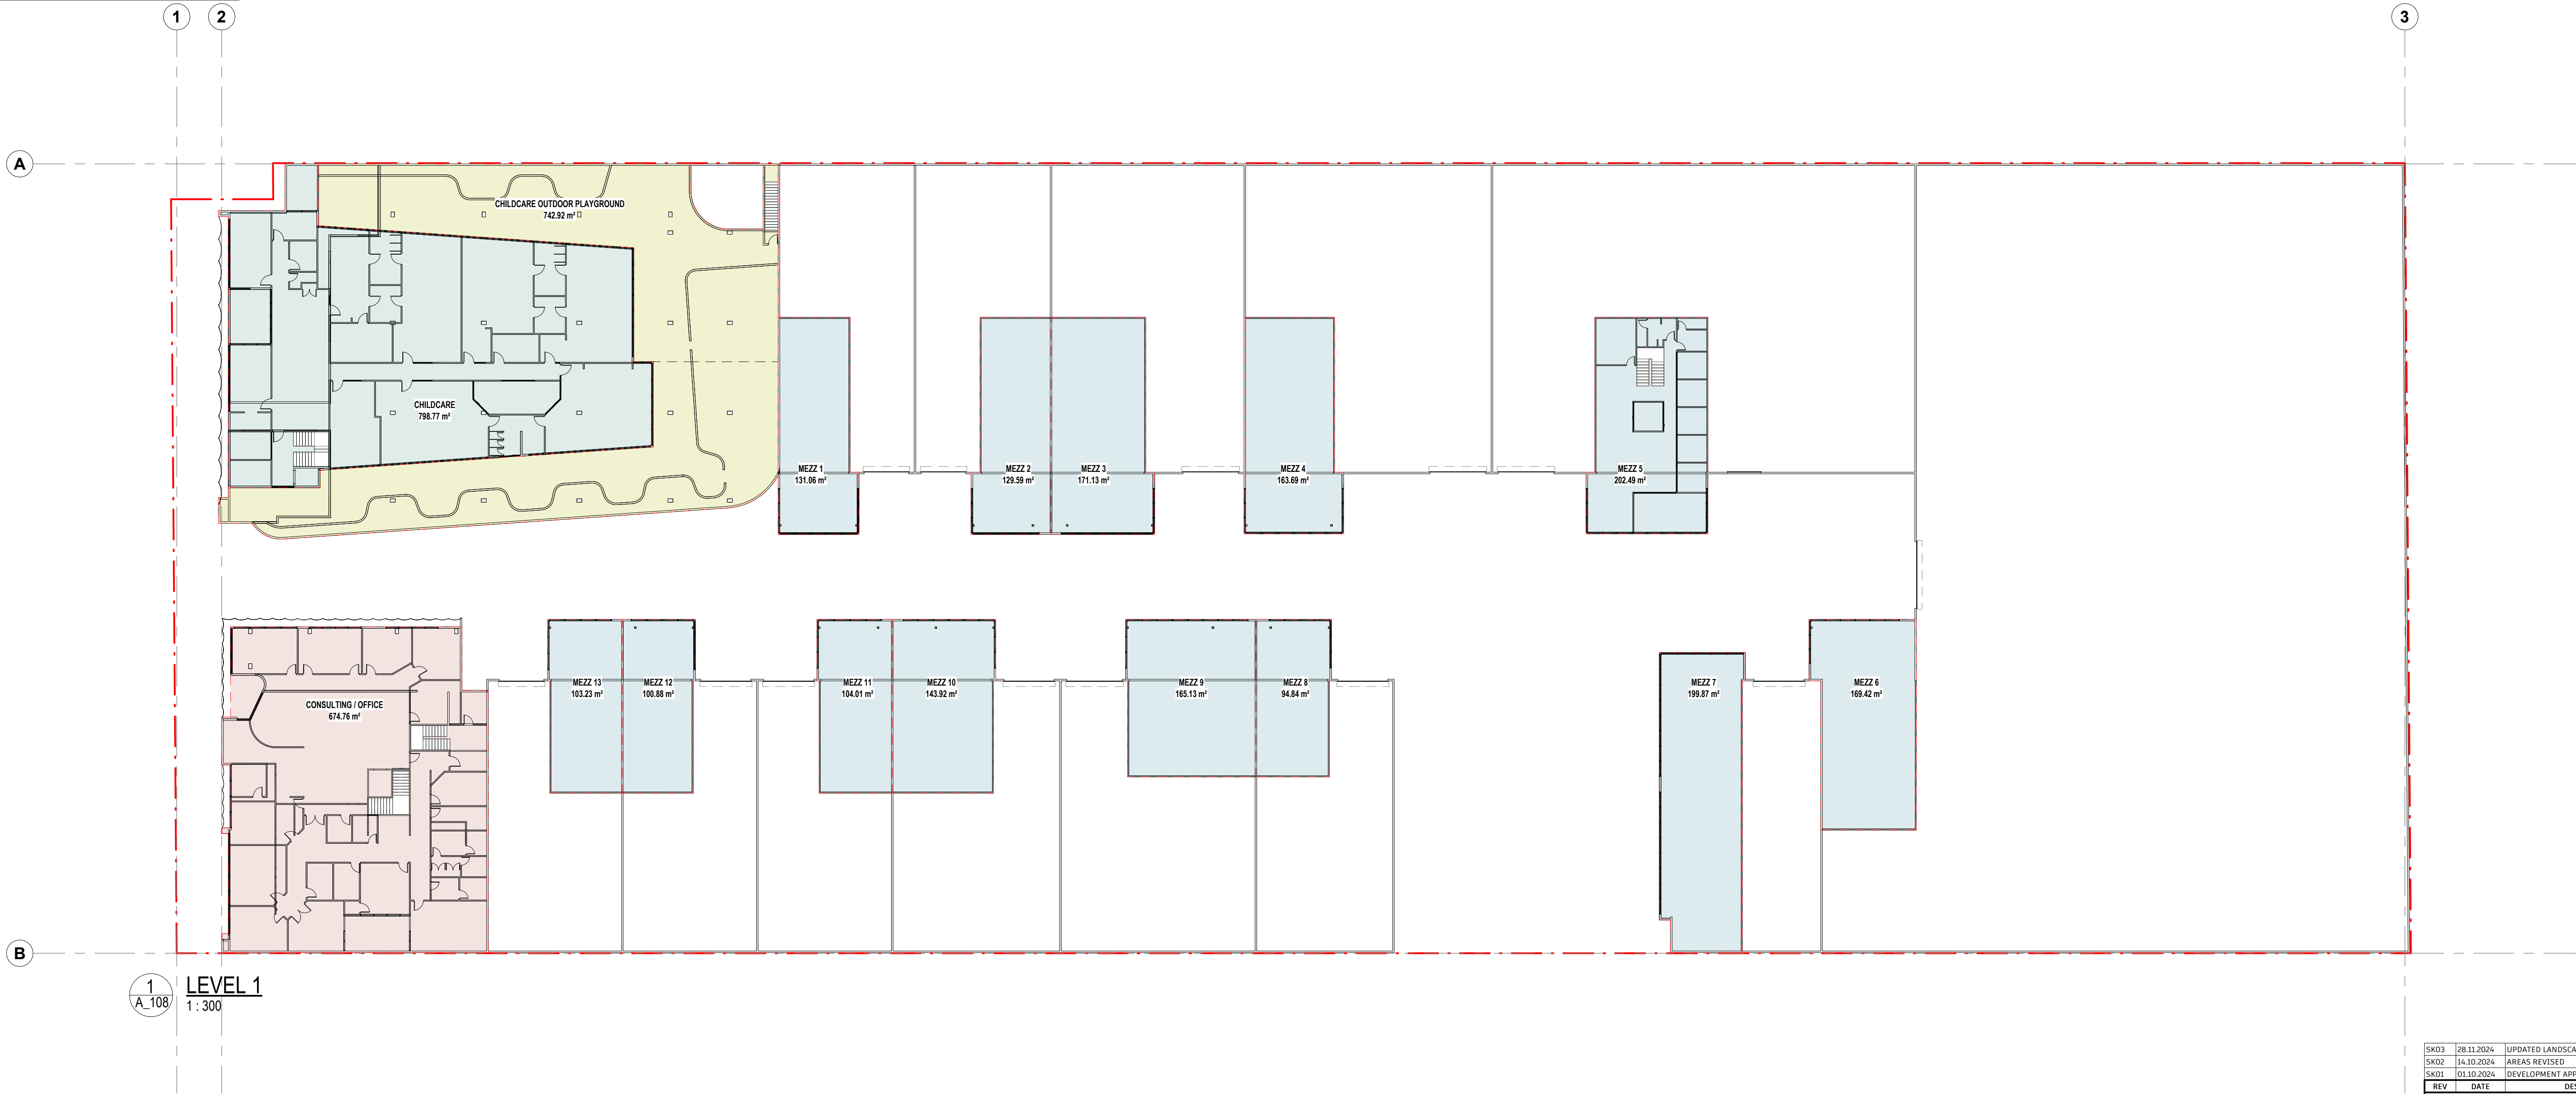 1
2
3
A
CHILDCARE OUTDOOR PLAYGROUND
742.92 m²
CHILDCARE
798.77 m²
MEZZ 1
131.06 m²
MEZZ 2
129.59 m²
MEZZ 3
171.13 m²
MEZZ 4
163.69 m²
MEZZ 5
202.49 m²
MEZZ 13
103.23 m²
MEZZ 12
100.88 m²
MEZZ 11
104.01 m²
MEZZ 10
143.92 m²
MEZZ 9
165.13 m²
MEZZ 8
94.84 m²
MEZZ 7
199.87 m²
MEZZ 6
169.42 m²
CONSULTING / OFFICE
674.76 m²
B
1
A_108
LEVEL 1
1 : 300
SK03 28.11.2024 UPDATED LANDSCA
SK02 14.10.2024 AREAS REVISED
SK01 01.10.2024 DEVELOPMENT APP
REV DATE DES